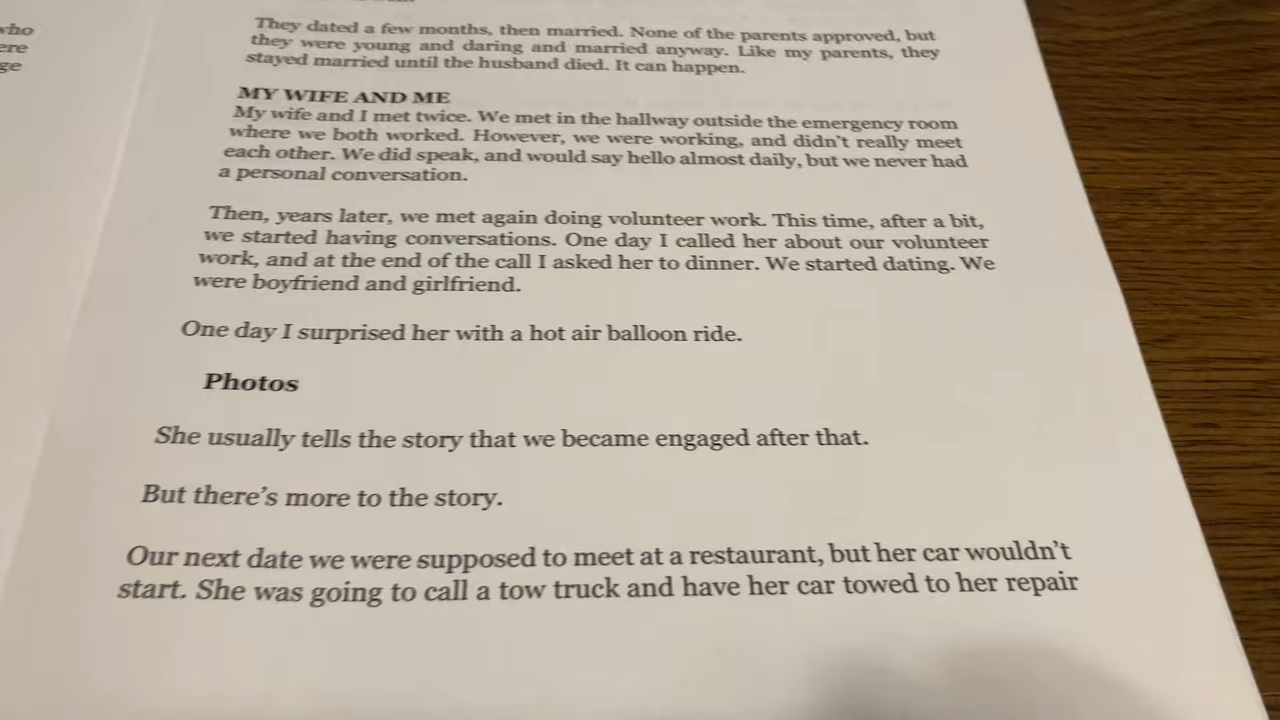 who
ere
ge
They dated a few months, then married. None of the parents approved, but
they were young and daring and married anyway. Like my parents, they
stayed married until the husband died. It can happen.
MY WIFE AND ME
My wife and I met twice. We met in the hallway outside the emergency room
where we both worked. However, we were working, and didn't really meet
each other. We did speak, and would say hello almost daily, but we never had
a personal conversation.
Then, years later, we met again doing volunteer work. This time, after a bit,
we started having conversations. One day I called her about our volunteer
work, and at the end of the call I asked her to dinner. We started dating. We
were boyfriend and girlfriend.
One day I surprised her with a hot air balloon ride.
Photos
She usually tells the story that we became engaged after that.
But there's more to the story.
Our next date we were supposed to meet at a restaurant, but her car wouldn't
start. She was going to call a tow truck and have her car towed to her repair